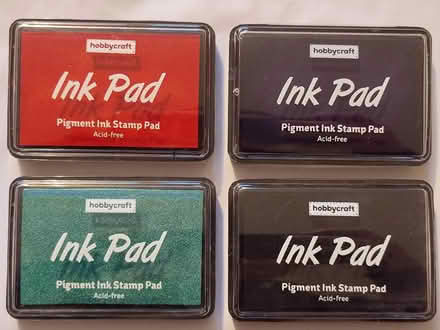 hobbycraft
Ink Pad
Pigment Ink Stamp Pad
Acid-free
hobbycraft
Ink Pad
Pigment Ink Stamp Pad
Acid-free
hobbycraft
Ink Pad
Pigment Ink Stamp Pad
Acid-free
hobbycraft
Ink Pad
Pigment Ink Stamp Pad
Acid-free